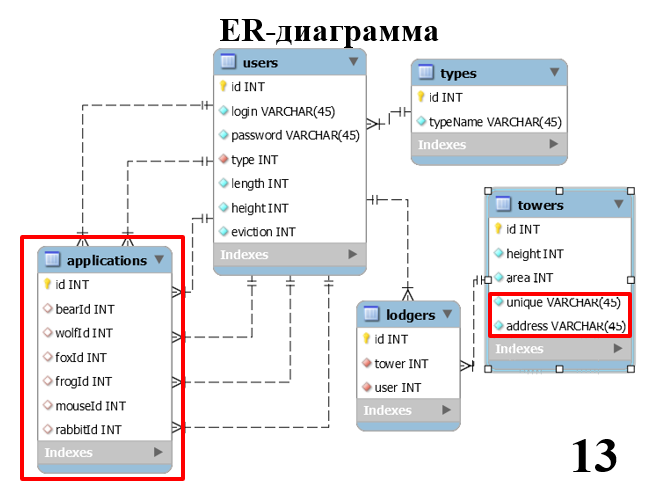 ER-диаграмма
users
id INT
login VARCHAR(45)
password VARCHAR(45)
type INT
length INT
height INT
eviction INT
Indexes
types
id INT
typeName VARCHAR(45)
Indexes
towers
id INT
height INT
area INT
unique VARCHAR(45)
address VARCHAR(45)
Indexes
applications
id INT
bearId INT
wolfId INT
foxId INT
frogId INT
mouseId INT
rabbitId INT
Indexes
lodgers
id INT
tower INT
user INT
Indexes
13